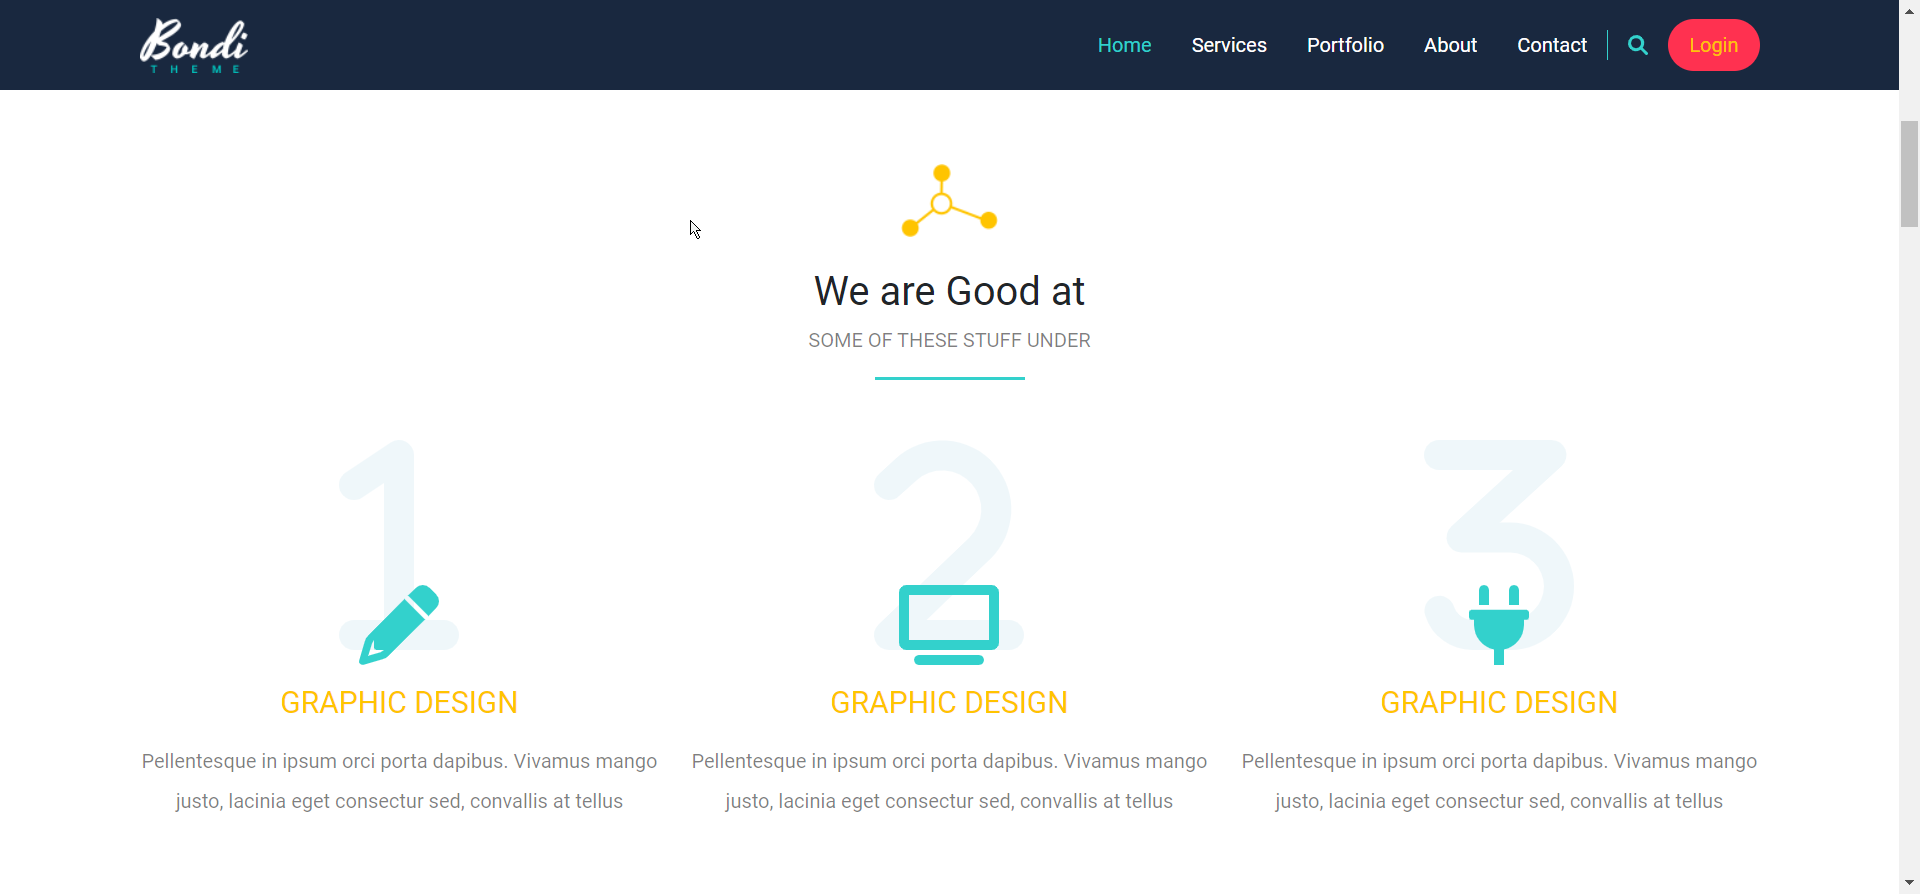 Bondi
THEME
Home Services Portfolio About Contact Login
We are Good at
SOME OF THESE STUFF UNDER
1 2 3
GRAPHIC DESIGN
Pellentesque in ipsum orci porta dapibus. Vivamus mango
justo, lacinia eget consectur sed, convallis at tellus
GRAPHIC DESIGN
Pellentesque in ipsum orci porta dapibus. Vivamus mango
justo, lacinia eget consectur sed, convallis at tellus
GRAPHIC DESIGN
Pellentesque in ipsum orci porta dapibus. Vivamus mango
justo, lacinia eget consectur sed, convallis at tellus